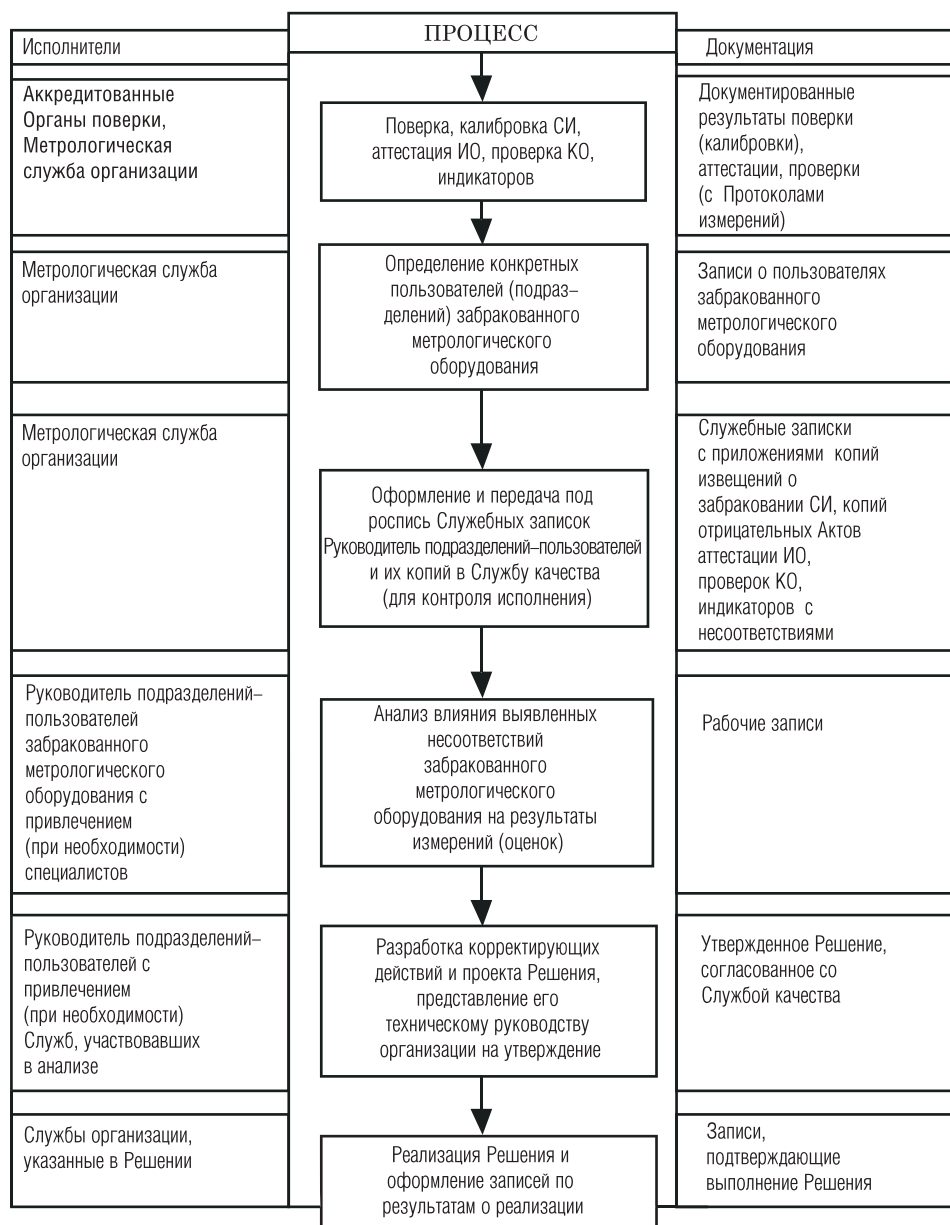 ПРОЦЕСС
Исполнители
Документация
Аккредитованные
Органы поверки,
Метрологическая
служба организации
Поверка, калибровка СИ,
аттестация ИО, проверка КО,
индикаторов
Документированные
результаты поверки
(калибровки),
аттестации, проверки
(с Протоколами
измерений)
Метрологическая служба
организации
Определение конкретных
пользователей (подраз–
делений) забракованного
метрологического
оборудования
Записи о пользователях
забракованного
метрологического
оборудования
Метрологическая служба
организации
Оформление и передача под
роспись Служебных записок
Руководитель подразделений–пользователей
и их копий в Службу качества
(для контроля исполнения)
Служебные записки
с приложениями копий
извещений о
забраковании СИ, копий
отрицательных Актов
аттестации ИО,
проверок КО,
индикаторов с
несоответствиями
Руководитель подразделений–
пользователей
забракованного
метрологического
оборудования с
привлечением
(при необходимости)
специалистов
Анализ влияния выявленных
несоответствий
забракованного
метрологического
оборудования на результаты
измерений (оценок)
Рабочие записи
Руководитель подразделений–
пользователей с
привлечением
(при необходимости)
Служб, участвовавших
в анализе
Разработка корректирующих
действий и проекта Решения,
представление его
техническому руководству
организации на утверждение
Утвержденное Решение,
согласованное со
Службой качества
Службы организации,
указанные в Решении
Реализация Решения и
оформление записей по
результатам о реализации
Записи,
подтверждающие
выполнение Решения